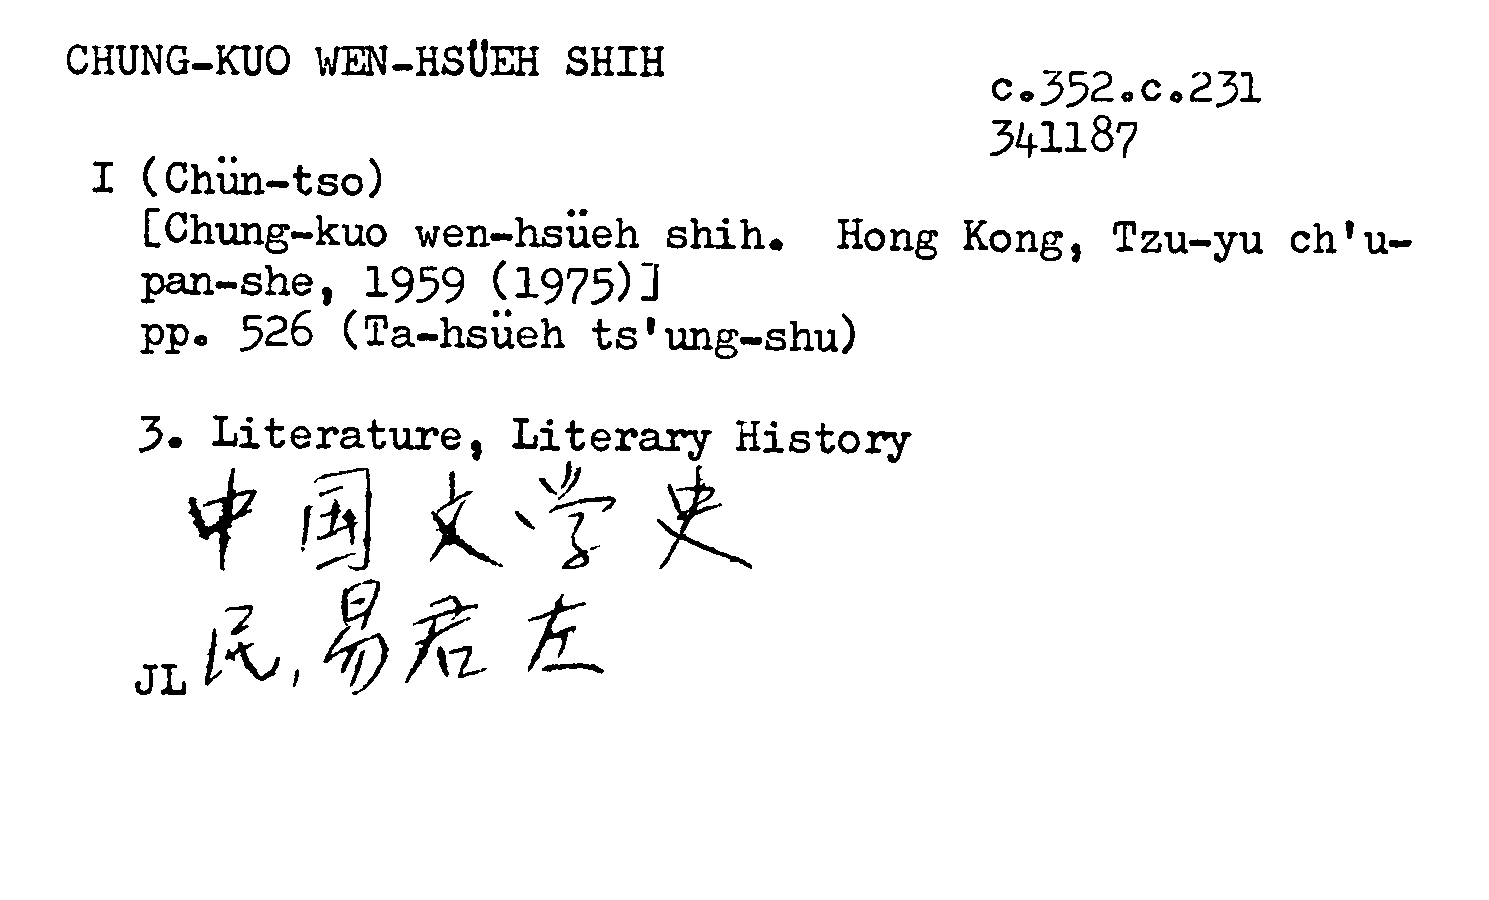 CHUNG-KUO WEN-HSÜEH SHIH
c.352.c.231
341187
I (Chün-tso)
[Chung-kuo wen-hsüeh shih. Hong Kong, Tzu-yu ch'u-
pan-she, 1959 (1975)]
pp. 526 (Ta-hsüeh ts'ung-shu)
3. Literature, Literary History
中国文学史
JL 民, 易君左